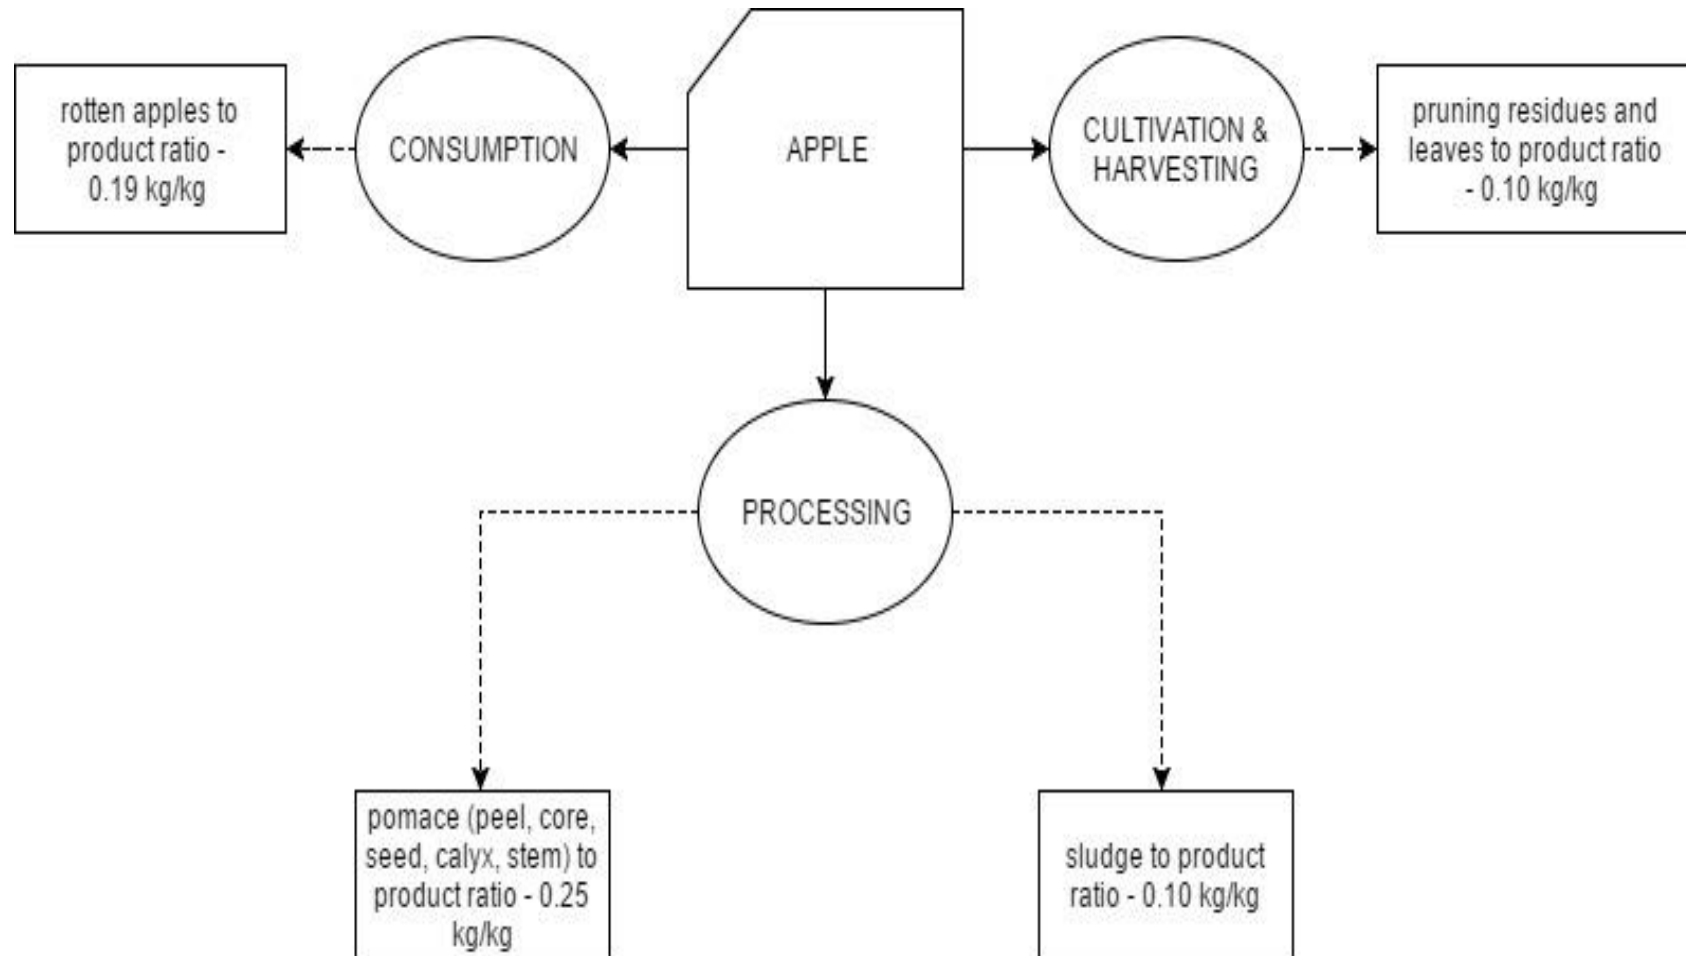 rotten apples to
product ratio -
0.19 kg/kg
CONSUMPTION
APPLE
CULTIVATION &
HARVESTING
pruning residues and
leaves to product ratio
- 0.10 kg/kg
PROCESSING
pomace (peel, core,
seed, calyx, stem) to
product ratio - 0.25
kg/kg
sludge to product
ratio - 0.10 kg/kg